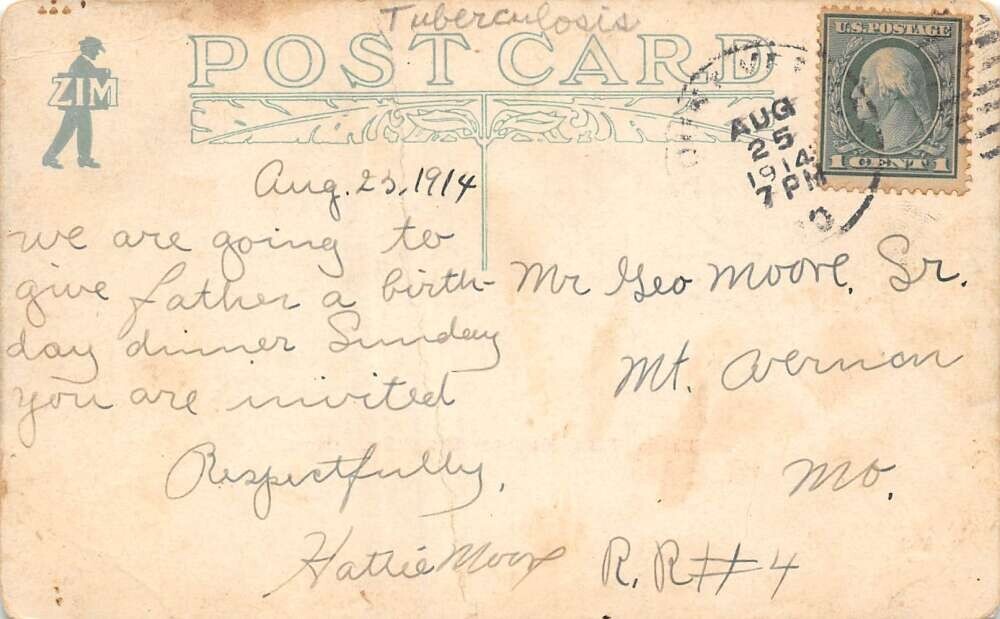 Tuberculosis
POST CARD
ZIM
U.S. POSTAGE
1 CENT 1
AUG
25
1914
7 PM
Aug. 23, 1914
we are going to
give father a birth-
day dinner Sunday
you are invited
Respectfully,
Hattie Moore
Mr Geo Moore, Sr.
Mt. Vernon
Mo.
R.R#4